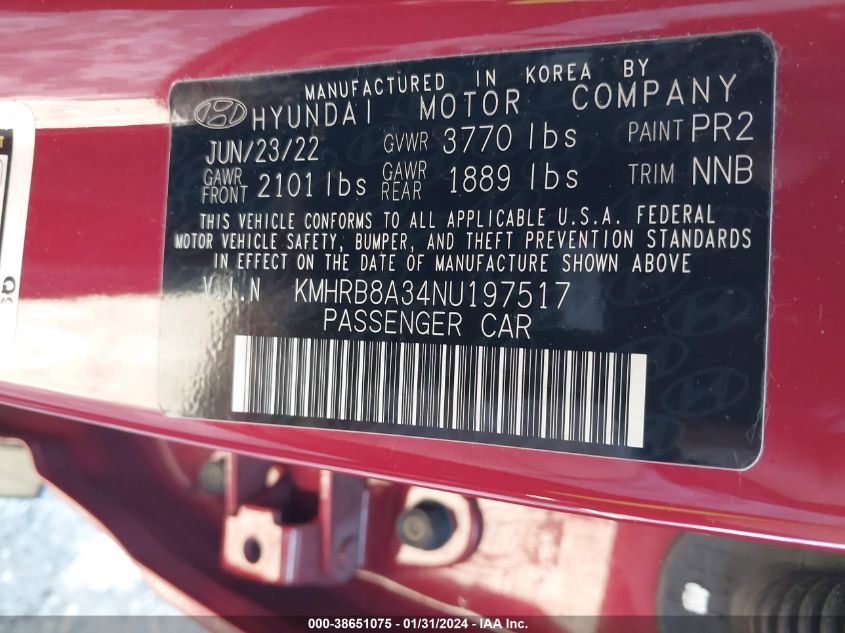 MANUFACTURED IN KOREA BY
HYUNDAI MOTOR COMPANY
JUN/23/22 GVWR 3770 lbs PAINT PR2
GAWR FRONT 2101 lbs GAWR REAR 1889 lbs TRIM NNB
THIS VEHICLE CONFORMS TO ALL APPLICABLE U.S.A. FEDERAL
MOTOR VEHICLE SAFETY, BUMPER, AND THEFT PREVENTION STANDARDS
IN EFFECT ON THE DATE OF MANUFACTURE SHOWN ABOVE
V.I.N KMHRB8A34NU197517
PASSENGER CAR
000-38651075 - 01/31/2024 - IAA Inc.